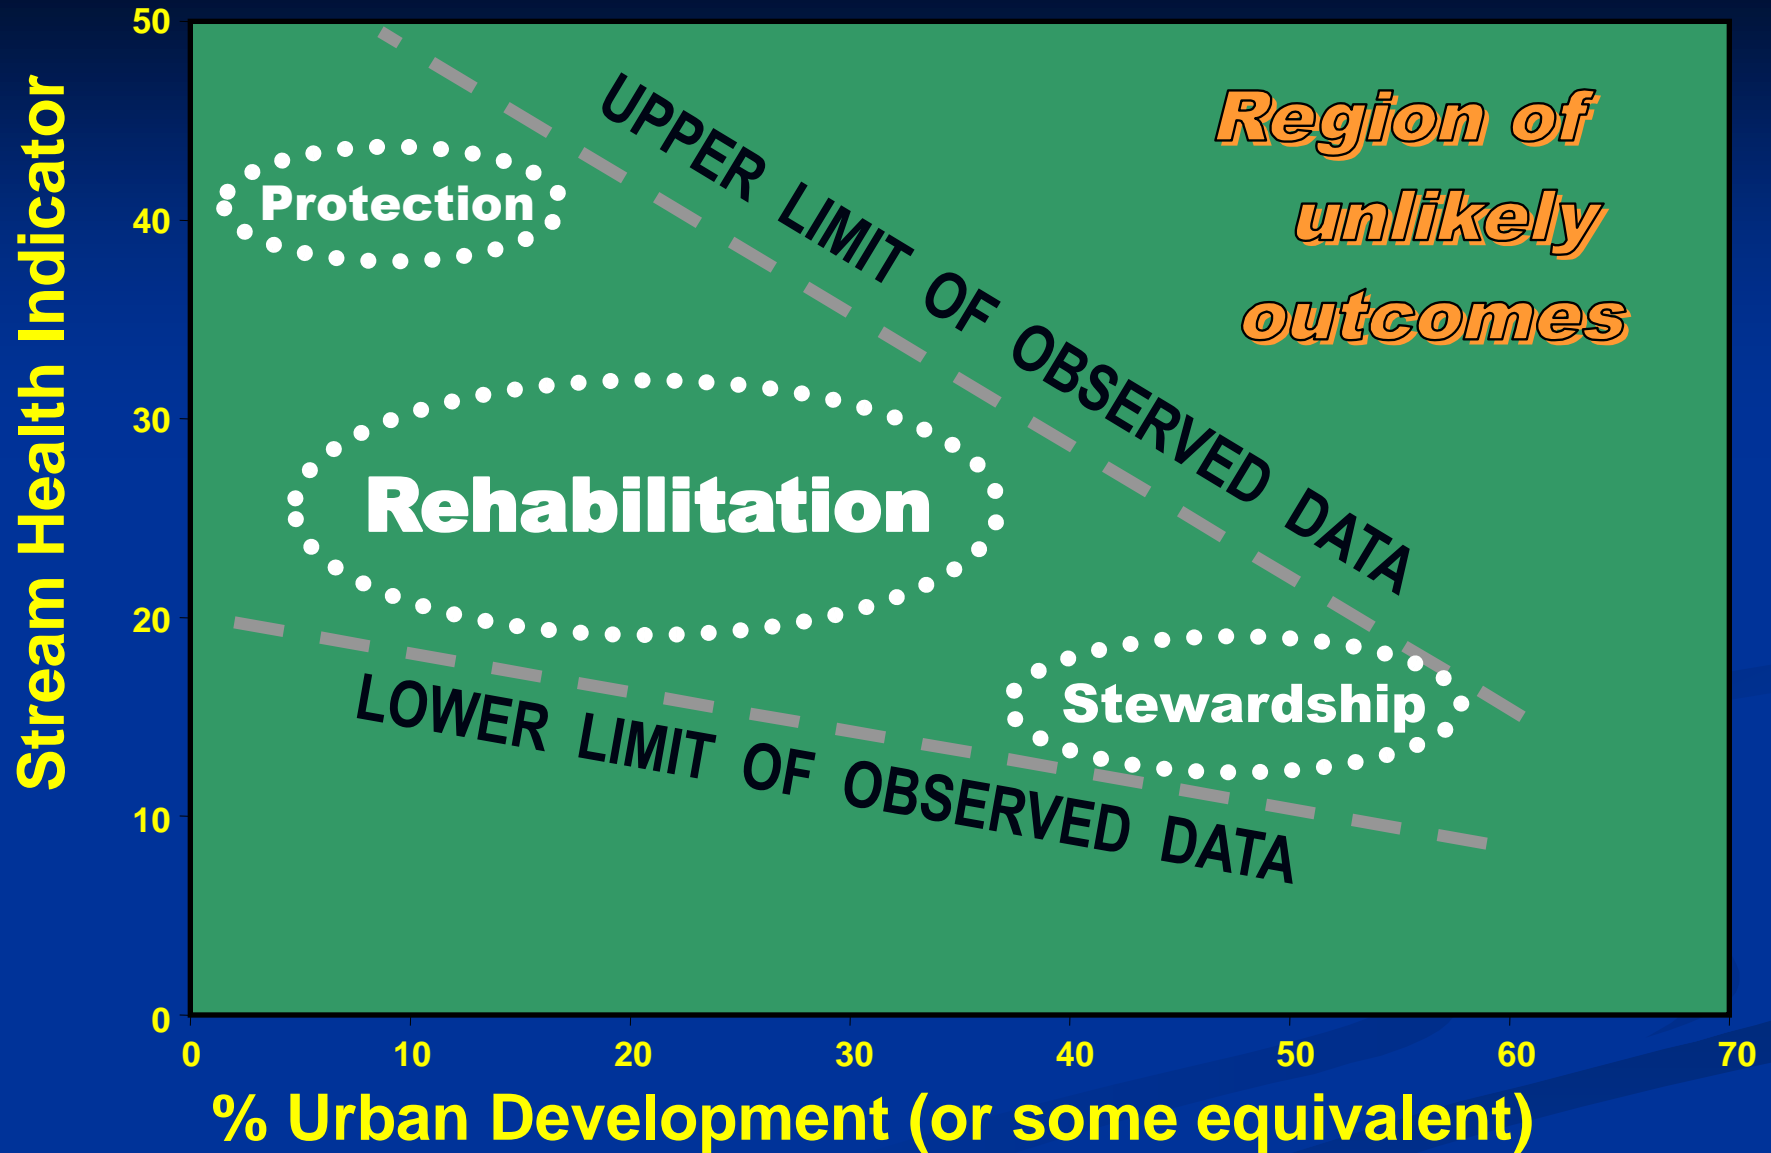 Stream Health Indicator
50
40
30
20
10
0
UPPER LIMIT OF OBSERVED DATA
Region of
unlikely
outcomes
Protection
Rehabilitation
Stewardship
LOWER LIMIT OF OBSERVED DATA
0 10 20 30 40 50 60 70
% Urban Development (or some equivalent)